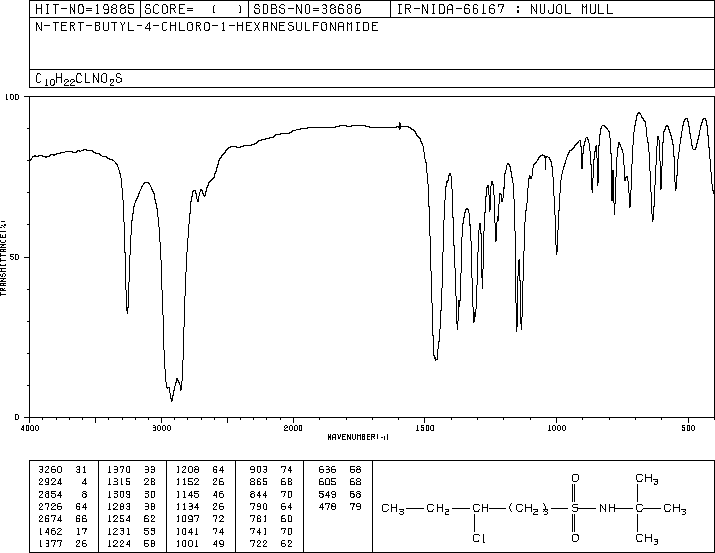 HIT-NO=19885 SCORE= ( ) SDBS-NO=38686 IR-NIDA-66167 : NUJOL MULL
N-TERT-BUTYL-4-CHLORO-1-HEXANESULFONAMIDE
C10H22CLNO2S
100
50
0
TRANSMITTANCE(%)
4000 3000 2000 1500 1000 500
WAVENUMBER(-1)
3260 31 1370 39 1208 64 903 74 636 58
2924 4 1315 28 1152 26 865 68 605 68
2854 8 1309 30 1145 46 844 70 549 68
2726 64 1283 38 1134 26 790 64 478 79
2674 66 1254 62 1097 72 781 60
1462 17 1231 53 1041 74 741 70
1377 26 1224 58 1001 49 722 62
CH3
O
CH3—CH2—CH—(CH2)3—S—NH—C—CH3
Cl O CH3